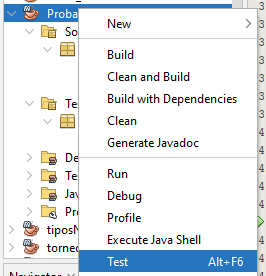 Proba
New
So
Build
Clean and Build
Build with Dependencies
Te
Clean
Generate Javadoc
De
Run
Te
Debug
Jav
Profile
Pro
tiposN
Execute Java Shell
torne
Test Alt+F6
Navigator